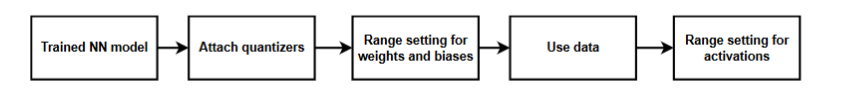 Trained NN model
Attach quantizers
Range setting for
weights and biases
Use data
Range setting for
activations